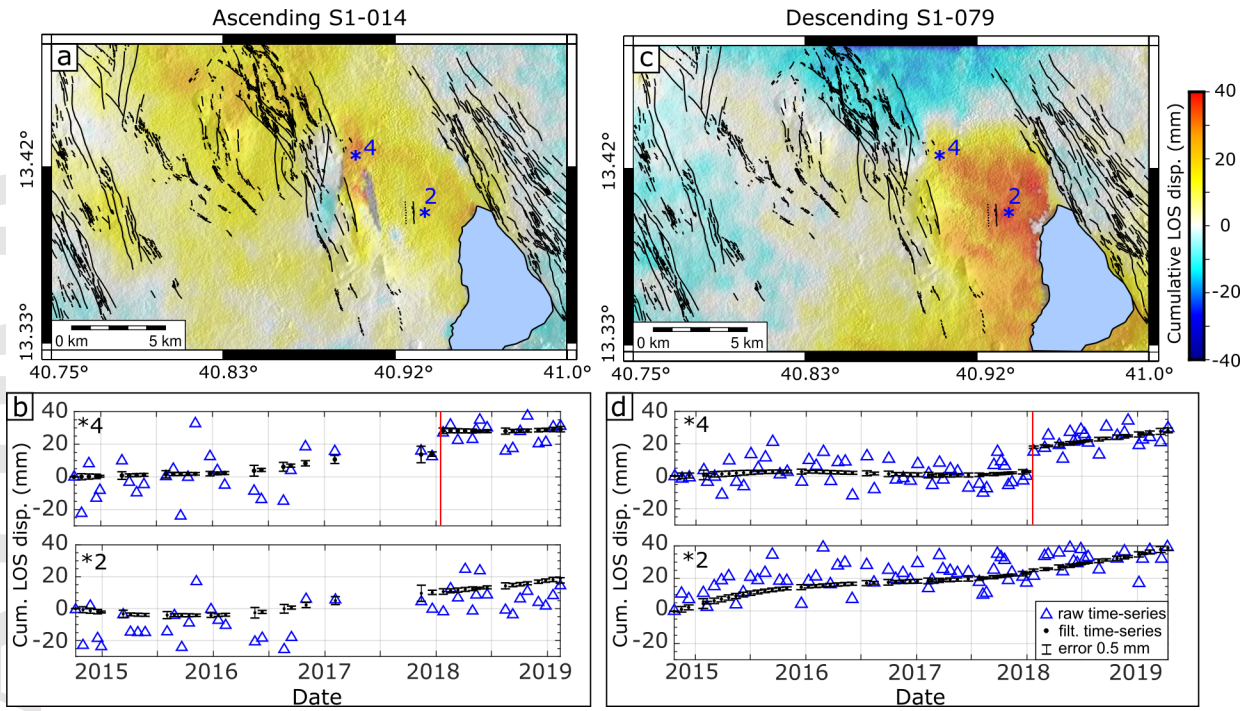 Ascending S1-014
Descending S1-079
a
4
2
13.42°
13.33°
0 km 5 km
40.75° 40.83° 40.92° 41.0°
c
4
2
13.42°
13.33°
0 km 5 km
40.75° 40.83° 40.92° 41.0°
40
20
0
-20
-40
Cumulative LOS disp. (mm)
b
*4
40
20
0
-20
*2
40
20
0
-20
Cum. LOS disp. (mm)
2015 2016 2017 2018 2019
Date
d
*4
40
20
0
-20
*2
40
20
0
-20
Cum. LOS disp. (mm)
raw time-series
filt. time-series
error 0.5 mm
2015 2016 2017 2018 2019
Date